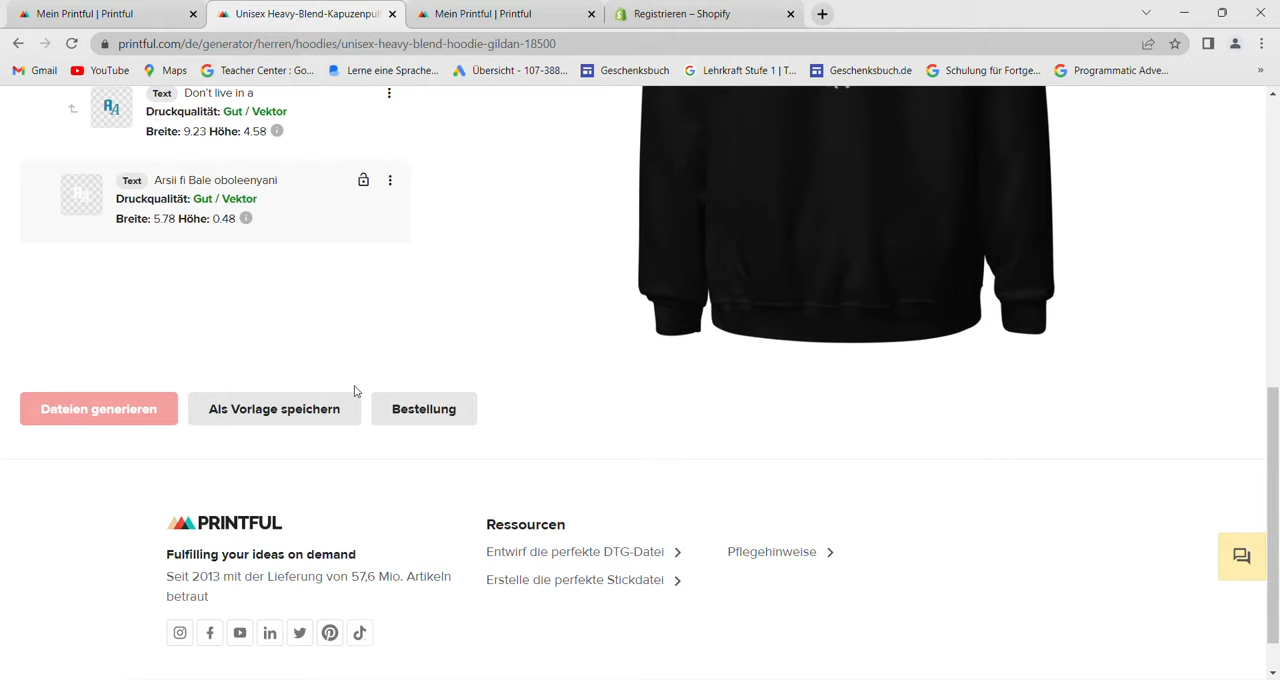 Mein Printful | Printful
Unisex Heavy-Blend-Kapuzenpul
Mein Printful | Printful
Registrieren – Shopify
printful.com/de/generator/herren/hoodies/unisex-heavy-blend-hoodie-gildan-18500
Gmail
YouTube
Maps
Teacher Center : Go...
Lerne eine Sprache...
Übersicht - 107-388...
Geschenksbuch
Lehrkraft Stufe 1 | T...
Geschenksbuch.de
Schulung für Fortge...
Programmatic Adve...
»
Text Don't live in a
Druckqualität: Gut / Vektor
Breite: 9.23 Höhe: 4.58
Text Arsii fi Bale oboleenyani
Druckqualität: Gut / Vektor
Breite: 5.78 Höhe: 0.48
Dateien generieren
Als Vorlage speichern
Bestellung
PRINTFUL
Fulfilling your ideas on demand
Seit 2013 mit der Lieferung von 57,6 Mio. Artikeln
betraut
Ressourcen
Entwirf die perfekte DTG-Datei
Pflegehinweise
Erstelle die perfekte Stickdatei